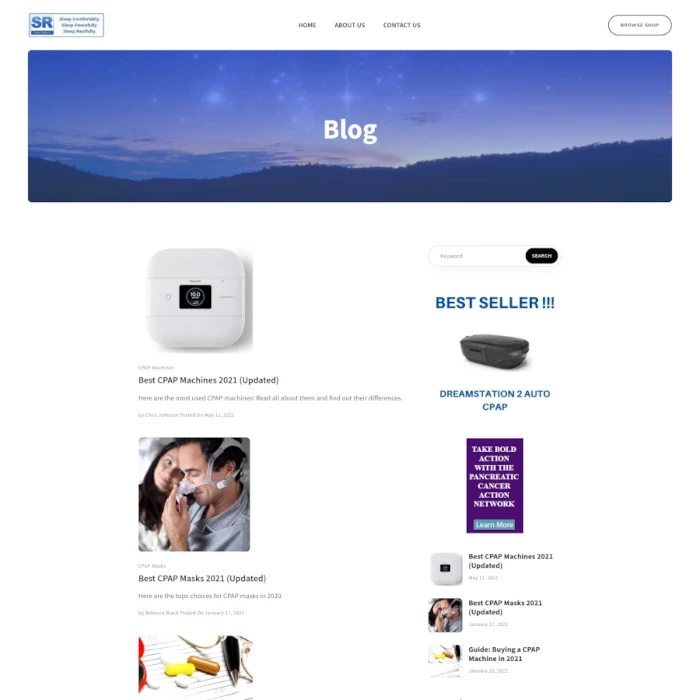 SR
Sleep Comfortably.
Sleep Peacefully.
Sleep Restfully.
HOME
ABOUT US
CONTACT US
BROWSE SHOP
Blog
CPAP Machines
Best CPAP Machines 2021 (Updated)
Here are the most used CPAP machines! Read all about them and find out their differences.
by Chris Johnson Posted On May 11, 2021
CPAP Masks
Best CPAP Masks 2021 (Updated)
Here are the topc choices for CPAP masks in 2020.
by Rebecca Black Posted On January 17, 2021
Keyword
SEARCH
BEST SELLER !!!
DREAMSTATION 2 AUTO
CPAP
TAKE BOLD
ACTION
WITH THE
PANCREATIC
CANCER
ACTION
NETWORK
Learn More
Best CPAP Machines 2021
(Updated)
May 11, 2021
Best CPAP Masks 2021
(Updated)
January 17, 2021
Guide: Buying a CPAP
Machine in 2021